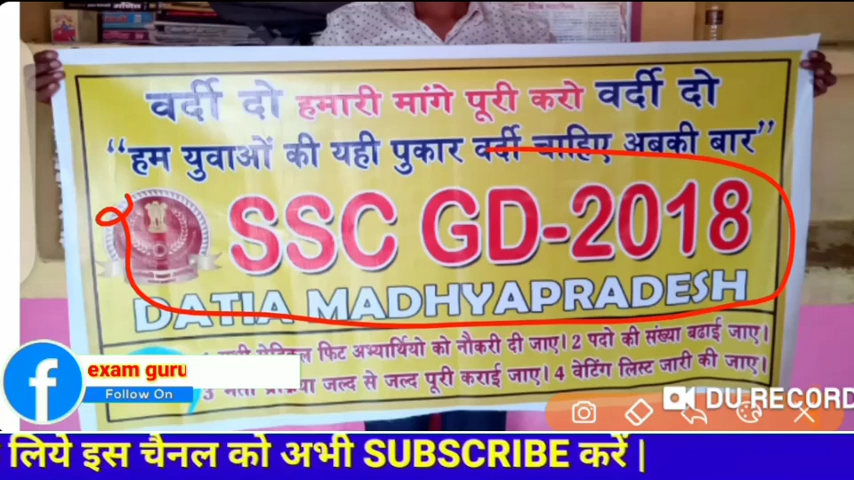 वर्दी दो हमारी मांगे पूरी करो वर्दी दो
“हम युवाओं की यही पुकार वर्दी चाहिए अबकी बार”
SSC GD-2018
DATIA MADHYAPRADESH
फिट अभ्यार्थियो को नौकरी दी जाए। 2 पदो की संख्या बढाई जाए।
3 जल्द से जल्द पूरी कराई जाए। 4 वेटिंग लिस्ट जारी की जाए।
exam guru
Follow On
DU RECORD
लिये इस चैनल को अभी SUBSCRIBE करें |